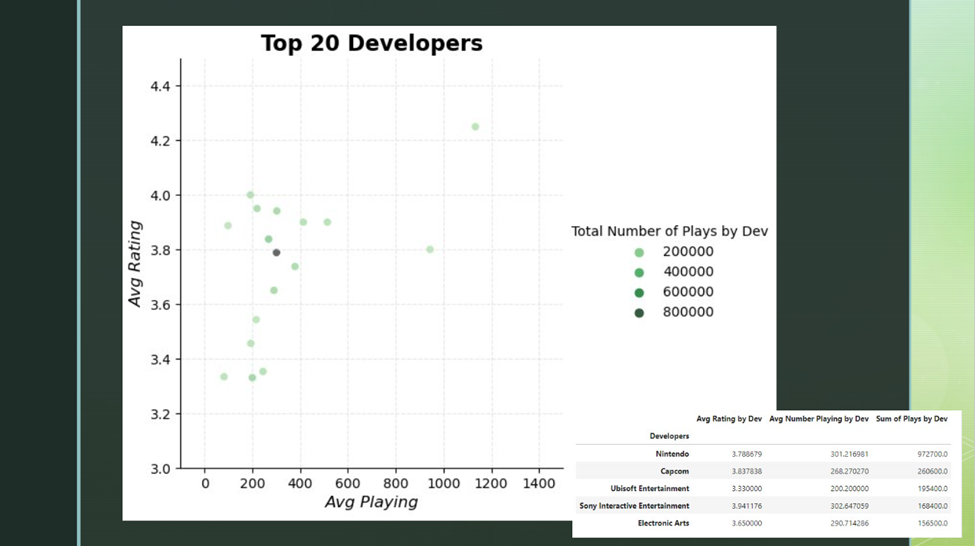 Top 20 Developers
4.4
4.2
4.0
3.8
3.6
3.4
3.2
3.0
Avg Rating
0 200 400 600 800 1000 1200 1400
Avg Playing
Total Number of Plays by Dev
200000
400000
600000
800000
Avg Rating by Dev Avg Number Playing by Dev Sum of Plays by Dev
Developers
Nintendo 3.788679 301.216981 972700.0
Capcom 3.837838 268.270270 260600.0
Ubisoft Entertainment 3.330000 200.200000 195400.0
Sony Interactive Entertainment 3.941176 302.647059 168400.0
Electronic Arts 3.650000 290.714286 156500.0